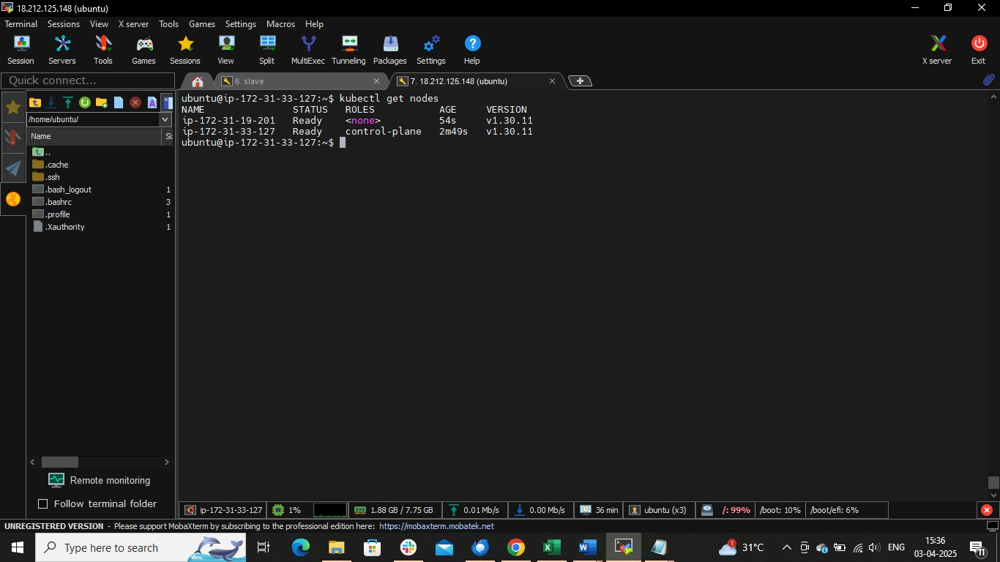 18.212.125.148 (ubuntu)
Terminal Sessions View X server Tools Games Settings Macros Help
Session Servers Tools Games Sessions View Split MultiExec Tunneling Packages Settings Help X server Exit
Quick connect...
6. slave
7. 18.212.125.148 (ubuntu)
/home/ubuntu/
Name Siz
..
.cache
.ssh
.bash_logout 1
.bashrc 3
.profile 1
.Xauthority 1
ubuntu@ip-172-31-33-127:~$ kubectl get nodes
NAME STATUS ROLES AGE VERSION
ip-172-31-19-201 Ready <none> 54s v1.30.11
ip-172-31-33-127 Ready control-plane 2m49s v1.30.11
ubuntu@ip-172-31-33-127:~$
Remote monitoring
Follow terminal folder
ip-172-31-33-127 1% 1.88 GB / 7.75 GB 0.01 Mb/s 0.00 Mb/s 36 min ubuntu (x3) /: 99% /boot: 10% /boot/efi: 6%
UNREGISTERED VERSION - Please support MobaXterm by subscribing to the professional edition here: https://mobaxterm.mobatek.net
Type here to search
1
31°C
ENG
15:36
03-04-2025
11